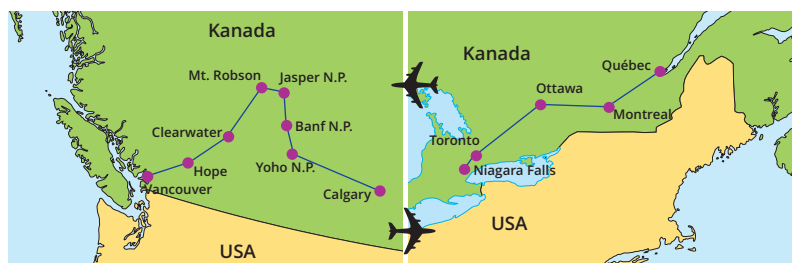 Kanada
Mt. Robson
Jasper N.P.
Clearwater
Banf N.P.
Hope
Yoho N.P.
Vancouver
Calgary
USA
Kanada
Québec
Ottawa
Montreal
Toronto
Niagara Falls
USA